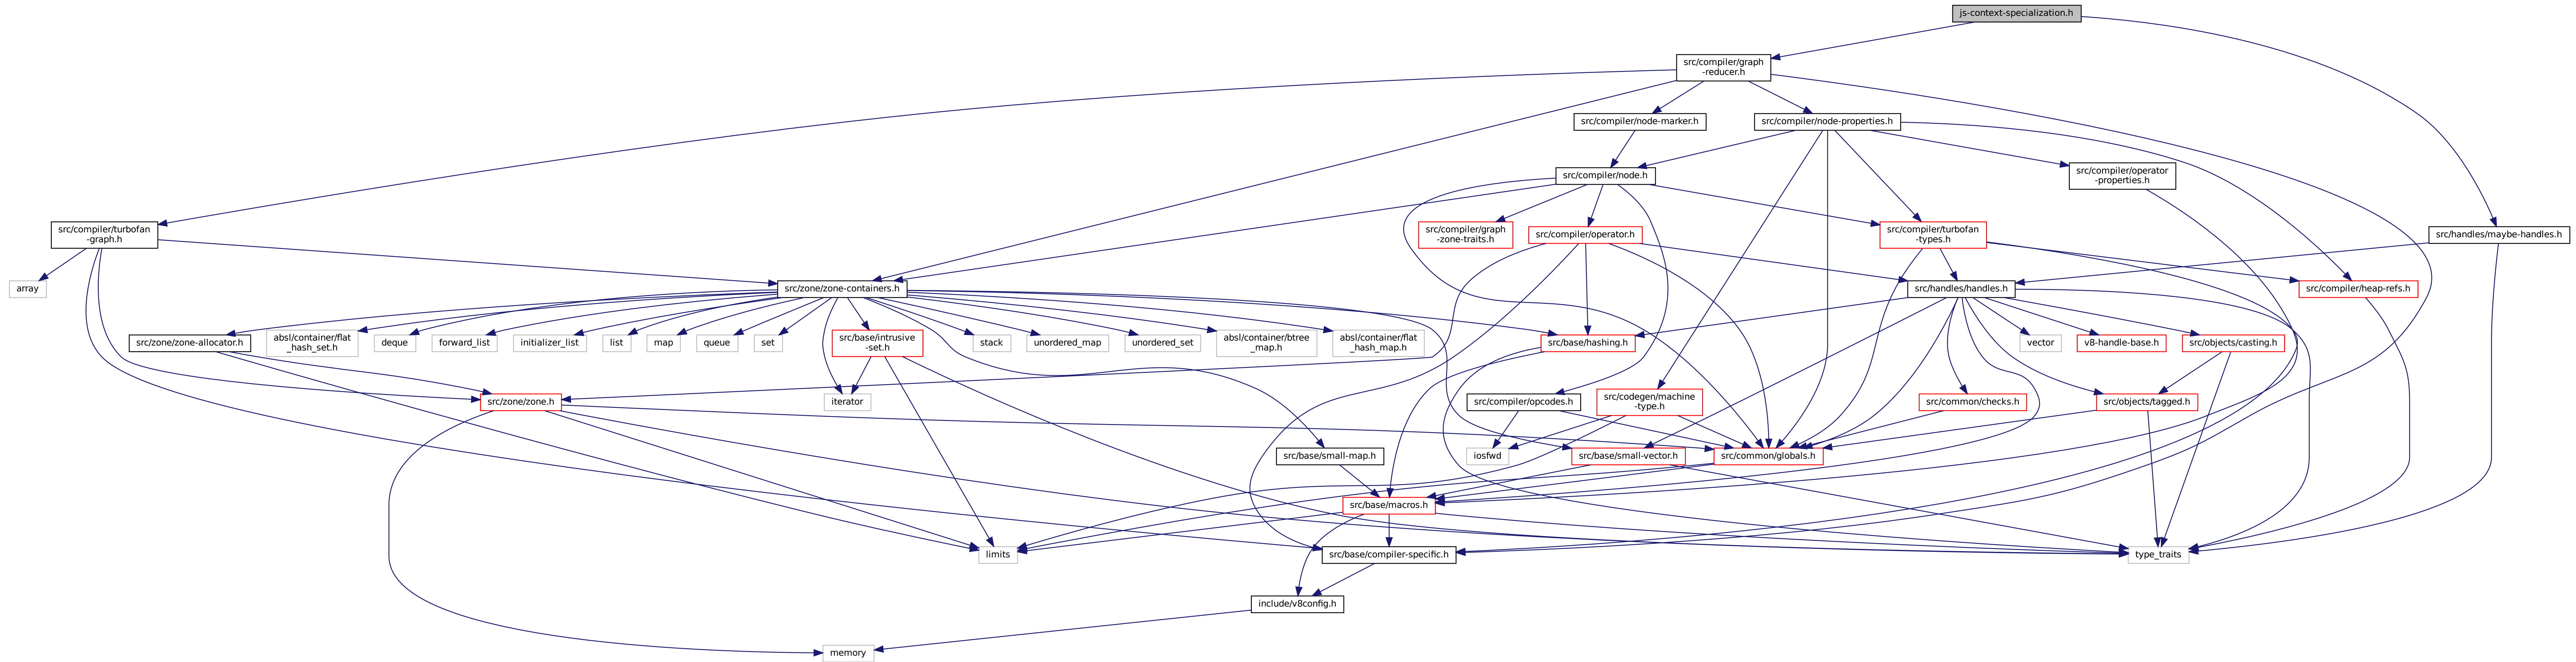 js-context-specialization.h
src/compiler/graph
-reducer.h
src/compiler/node-marker.h
src/compiler/node-properties.h
src/compiler/node.h
src/compiler/operator
-properties.h
src/compiler/turbofan
-graph.h
src/compiler/graph
-zone-traits.h
src/compiler/operator.h
src/compiler/turbofan
-types.h
src/handles/maybe-handles.h
array
src/zone/zone-containers.h
src/handles/handles.h
src/compiler/heap-refs.h
src/zone/zone-allocator.h
absl/container/flat
_hash_set.h
deque
forward_list
initializer_list
list
map
queue
set
src/base/intrusive
-set.h
stack
unordered_map
unordered_set
absl/container/btree
_map.h
absl/container/flat
_hash_map.h
src/base/hashing.h
vector
v8-handle-base.h
src/objects/casting.h
src/zone/zone.h
iterator
src/compiler/opcodes.h
src/codegen/machine
-type.h
src/common/checks.h
src/objects/tagged.h
src/base/small-map.h
iosfwd
src/base/small-vector.h
src/common/globals.h
src/base/macros.h
limits
src/base/compiler-specific.h
type_traits
include/v8config.h
memory